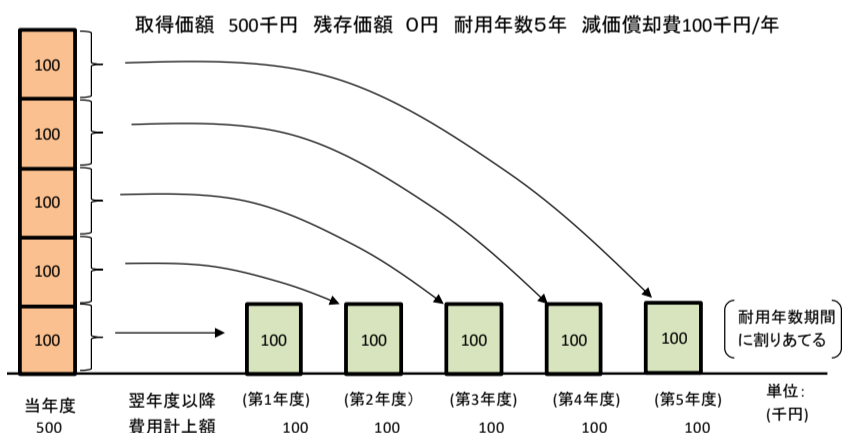 取得価額 500千円 残存価額 0円 耐用年数5年 減価償却費100千円/年
100
100
100
100
100
100
100
100
100
100
耐用年数期間
に割りあてる
当年度
500
翌年度以降
費用計上額
(第1年度)
100
(第2年度)
100
(第3年度)
100
(第4年度)
100
(第5年度)
100
単位:
(千円)